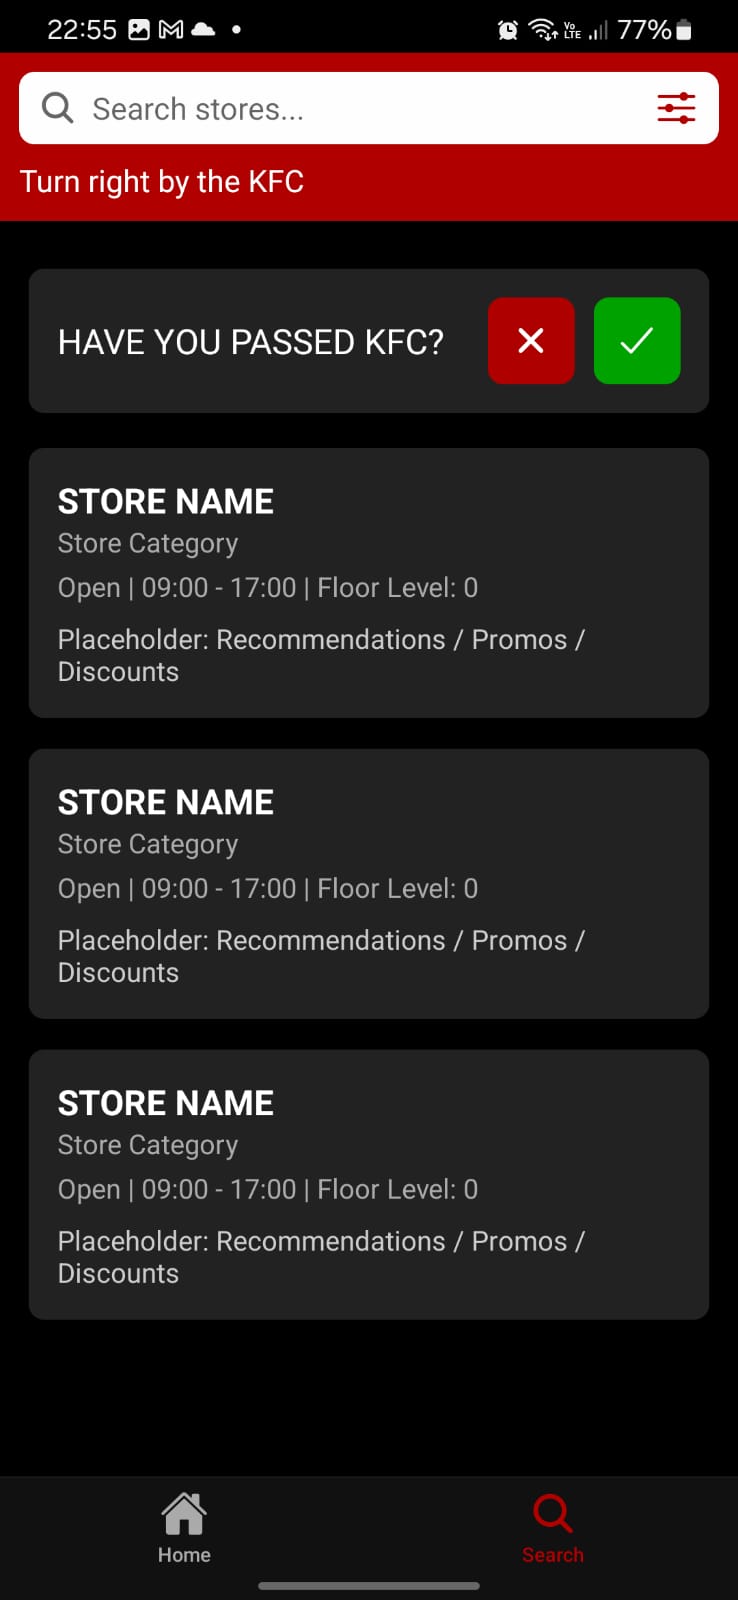 22:55 77%
Vo
LTE
Search stores...
Turn right by the KFC
HAVE YOU PASSED KFC?
STORE NAME
Store Category
Open | 09:00 - 17:00 | Floor Level: 0
Placeholder: Recommendations / Promos /
Discounts
STORE NAME
Store Category
Open | 09:00 - 17:00 | Floor Level: 0
Placeholder: Recommendations / Promos /
Discounts
STORE NAME
Store Category
Open | 09:00 - 17:00 | Floor Level: 0
Placeholder: Recommendations / Promos /
Discounts
Home Search